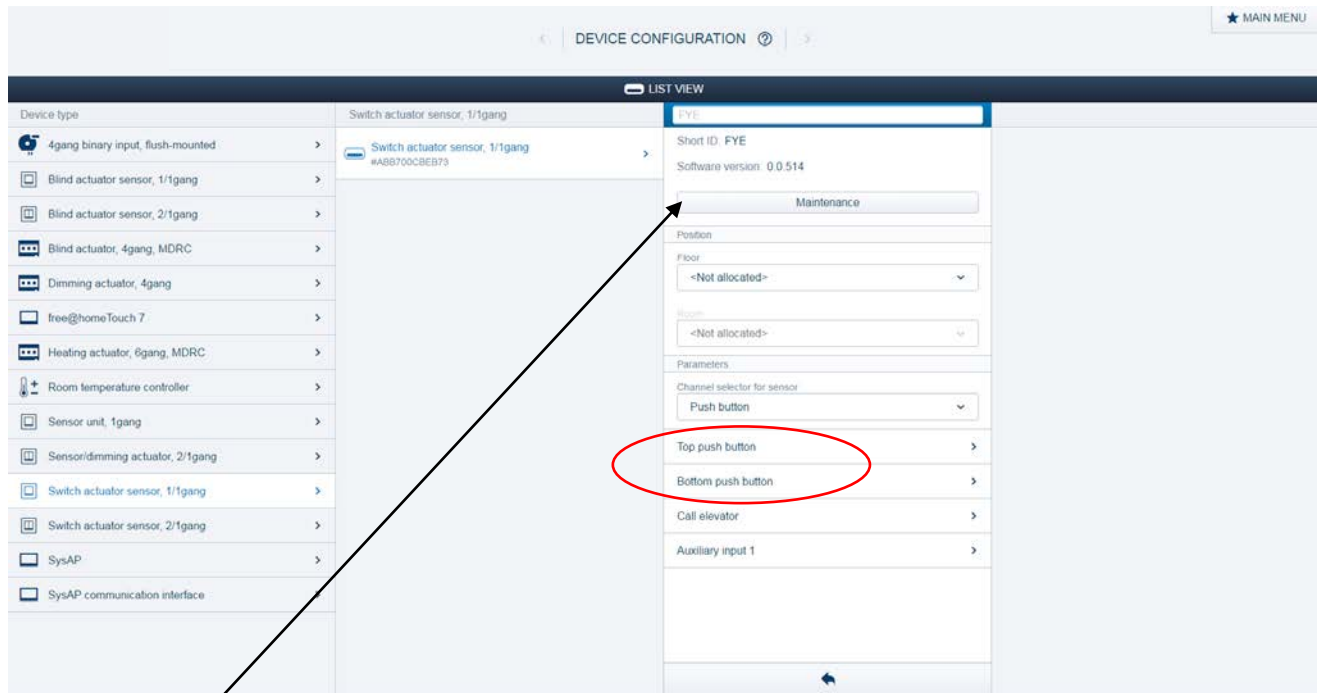 ★ MAIN MENU
DEVICE CONFIGURATION
LIST VIEW
Device type
4gang binary input, flush-mounted
Blind actuator sensor, 1/1gang
Blind actuator sensor, 2/1gang
Blind actuator, 4gang, MDRC
Dimming actuator, 4gang
free@homeTouch 7
Heating actuator, 6gang, MDRC
Room temperature controller
Sensor unit, 1gang
Sensor/dimming actuator, 2/1gang
Switch actuator sensor, 1/1gang
Switch actuator sensor, 2/1gang
SysAP
SysAP communication interface
Switch actuator sensor, 1/1gang
Switch actuator sensor, 1/1gang
#ABB700CBEB73
FYE
Short ID: FYE
Software version: 0.0.514
Maintenance
Position
Floor
<Not allocated>
Room
<Not allocated>
Parameters
Channel selector for sensor
Push button
Top push button
Bottom push button
Call elevator
Auxiliary input 1